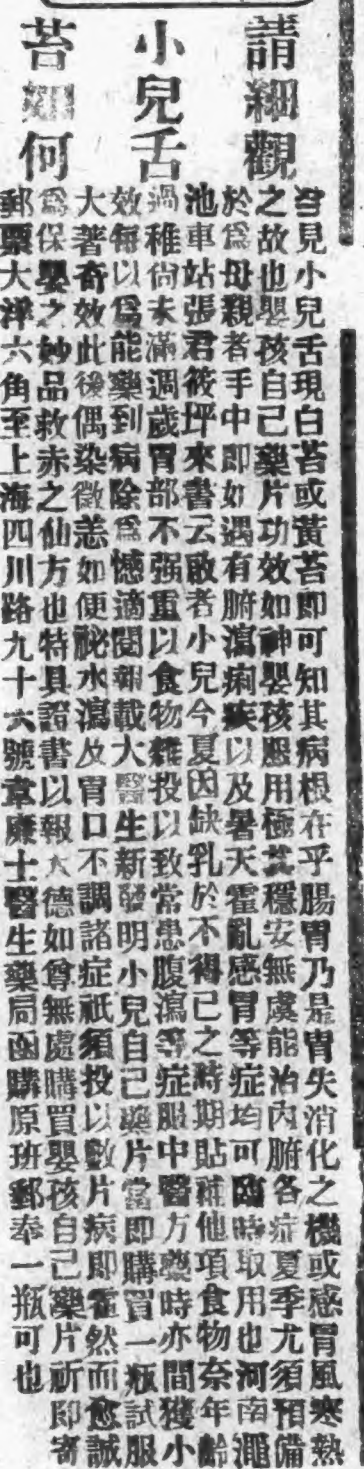 請細觀
小兒舌
苔如何
君見小兒舌現白苔或黃苔即可知其病根在乎腸胃乃是胃失消化之機或感冒風寒熱
之故也嬰孩自己藥片功效如神嬰孩應用極其穩安無虞能治內腑各症夏季尤須預備
於爲母親者手中即如遇有腑瀉痢疾以及暑天霍亂感冒等症均可臨時取用也河南澠
池車站張君筱坪來書云敬者小兒今夏因缺乳於不得已之時期貼補他項食物奈年齡
過稚尙未滿週歲胃部不强重以食物雜投以致常患腹瀉等症服中醫方藥時亦間獲小
效每以爲能藥到病除爲憾適閱報載大醫生新發明小兒自己藥片當即購買一瓶試服
大著奇效此後偶染微恙如便祕水瀉及胃口不調諸症祇須投以數片病即霍然而愈誠
爲保嬰之妙品救赤之仙方也特具證書以報大德如尊無處購買嬰孩自己藥片祈即寄
郵票大洋六角至上海四川路九十六號韋廉士醫生藥局函購原班郵奉一瓶可也